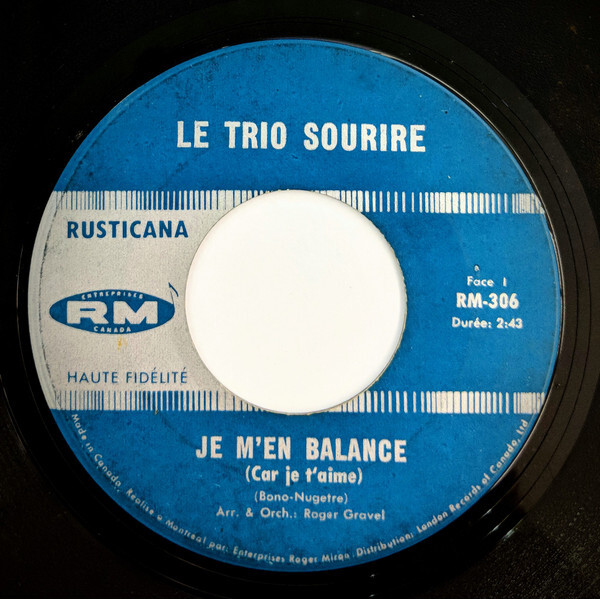 LE TRIO SOURIRE
RUSTICANA
ENTREPRISES
RM
CANADA
HAUTE FIDÉLITÉ
Face 1
RM-306
Durée: 2:43
JE M'EN BALANCE
(Car je t'aime)
(Bono-Nugetre)
Arr. & Orch.: Roger Gravel
Made in Canada. Réalisé à Montréal par: Enterprises Roger Miron. Distribution: London Records of Canada, Ltd